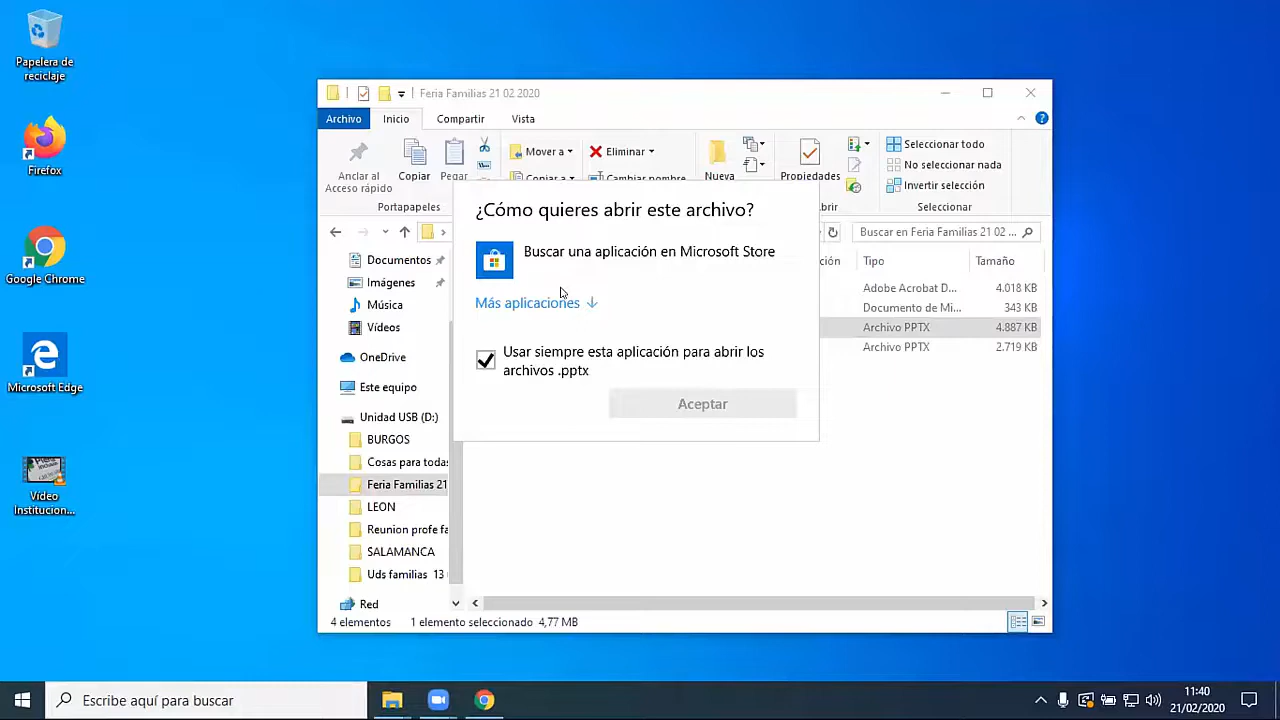 Papelera de
reciclaje
Firefox
Google Chrome
Microsoft Edge
Vídeo
Institucion...
Feria Familias 21 02 2020
Archivo
Inicio
Compartir
Vista
Anclar al
Acceso rápido
Copiar
Pegar
Mover a
Copiar a
Eliminar
Cambiar nombre
Nueva
Propiedades
Seleccionar todo
No seleccionar nada
Invertir selección
Portapapeles
Seleccionar
Buscar en Feria Familias 21 02 ...
Tipo
Tamaño
Documentos
Imágenes
Música
Vídeos
OneDrive
Este equipo
Unidad USB (D:)
BURGOS
Cosas para todas
Feria Familias 21
LEON
Reunion profe fa
SALAMANCA
Uds familias 13
Red
Adobe Acrobat D... 4.018 KB
Documento de Mi... 343 KB
Archivo PPTX 4.887 KB
Archivo PPTX 2.719 KB
¿Cómo quieres abrir este archivo?
Buscar una aplicación en Microsoft Store
Más aplicaciones
Usar siempre esta aplicación para abrir los
archivos .pptx
Aceptar
4 elementos 1 elemento seleccionado 4,77 MB
Escribe aquí para buscar
11:40
21/02/2020